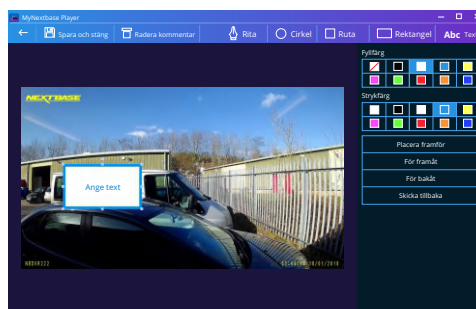 MyNextbase Player
Spara och stäng
Radera kommentar
Rita
Cirkel
Ruta
Rektangel
Abc
Fyllfärg
Strykfärg
Placera framför
För framåt
För bakåt
Skicka tillbaka
NEXTBASE
Ange text